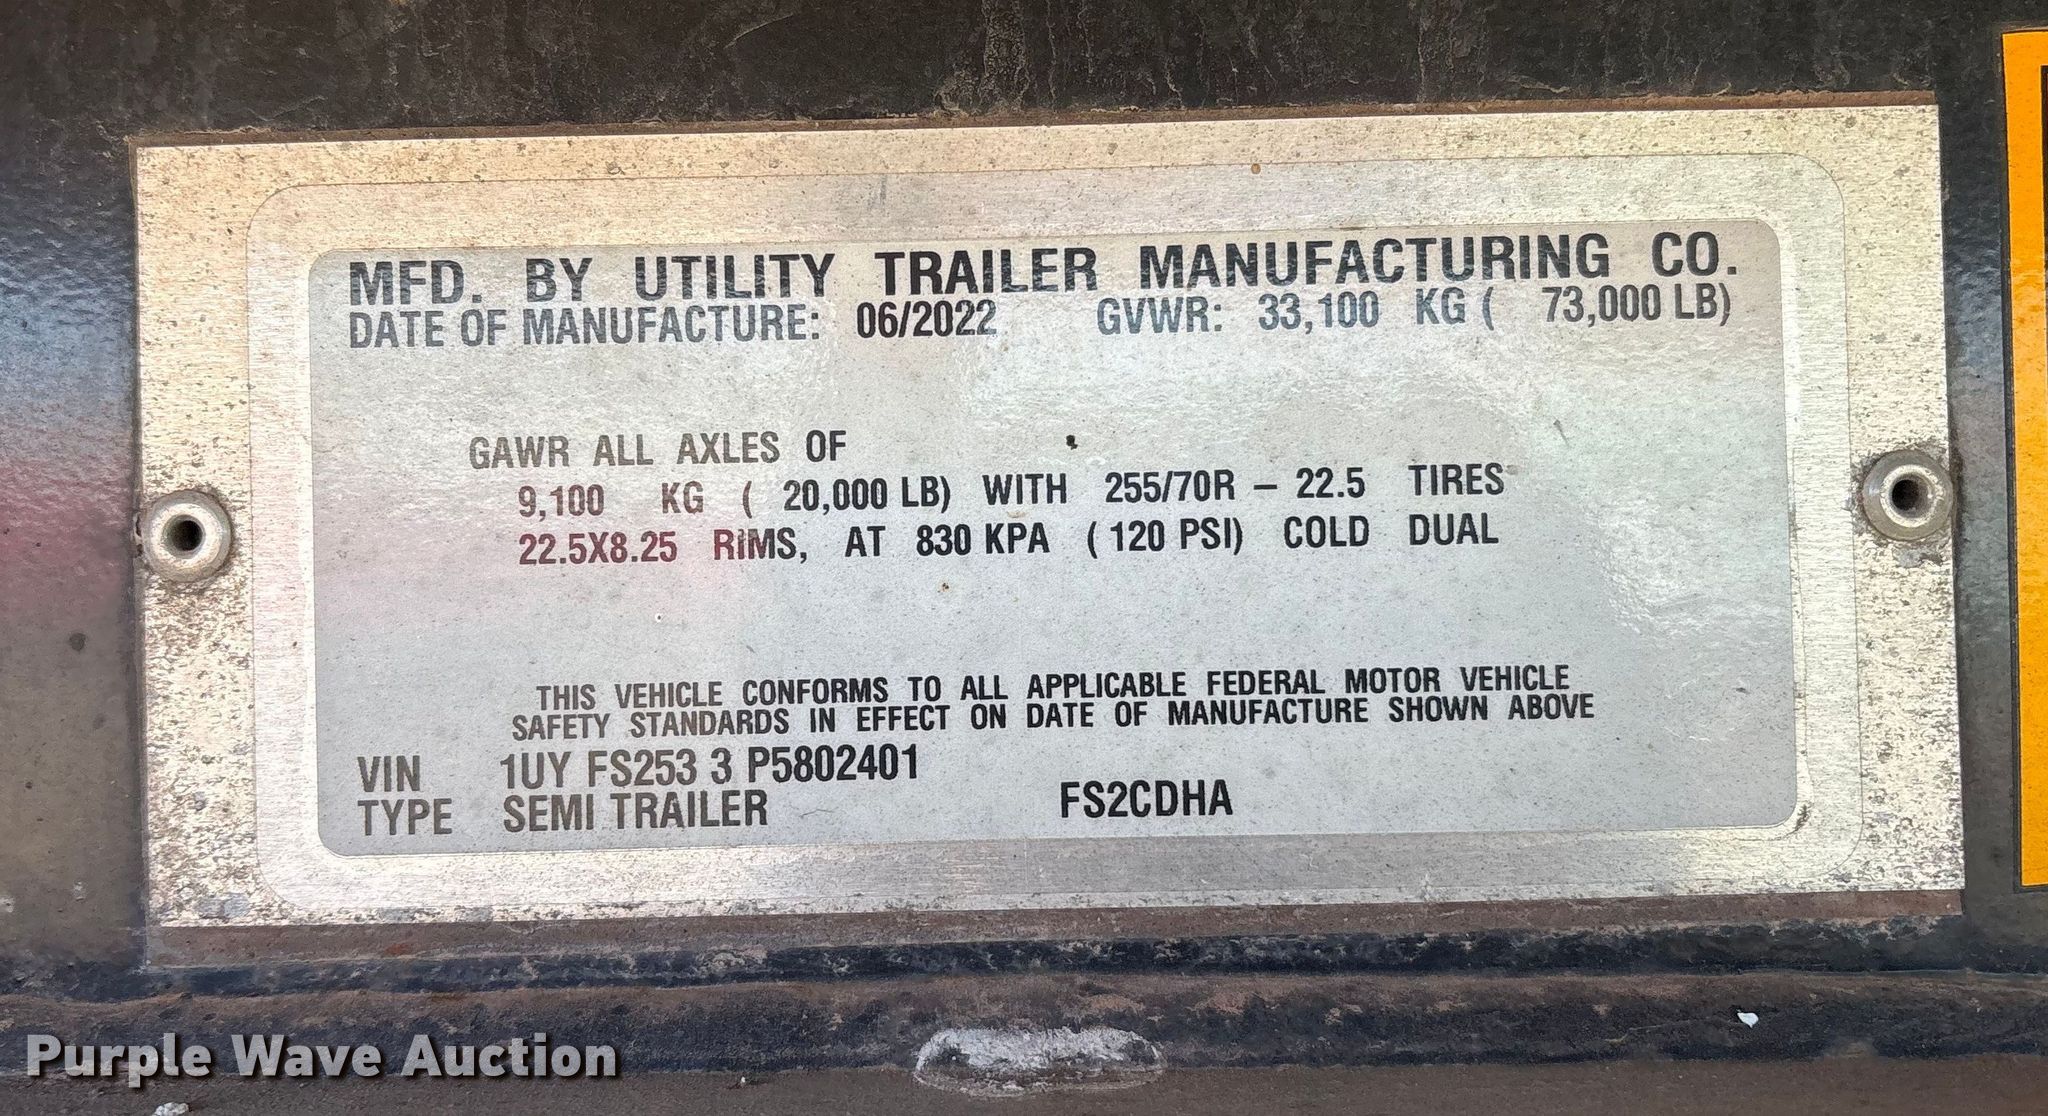 MFD. BY UTILITY TRAILER MANUFACTURING CO.
DATE OF MANUFACTURE: 06/2022 GVWR: 33,100 KG ( 73,000 LB)
GAWR ALL AXLES OF
9,100 KG ( 20,000 LB) WITH 255/70R - 22.5 TIRES
22.5X8.25 RIMS, AT 830 KPA ( 120 PSI) COLD DUAL
THIS VEHICLE CONFORMS TO ALL APPLICABLE FEDERAL MOTOR VEHICLE
SAFETY STANDARDS IN EFFECT ON DATE OF MANUFACTURE SHOWN ABOVE
VIN 1UY FS253 3 P5802401
TYPE SEMI TRAILER FS2CDHA
Purple Wave Auction